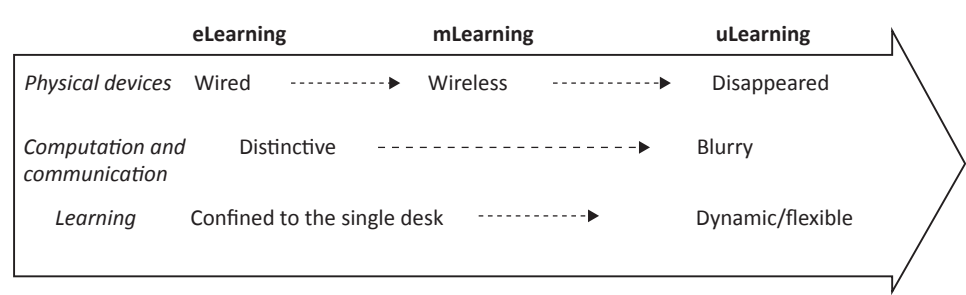 eLearning mLearning uLearning
Physical devices Wired Wireless Disappeared
Computation and Distinctive Blurry
communication
Learning Confined to the single desk Dynamic/flexible